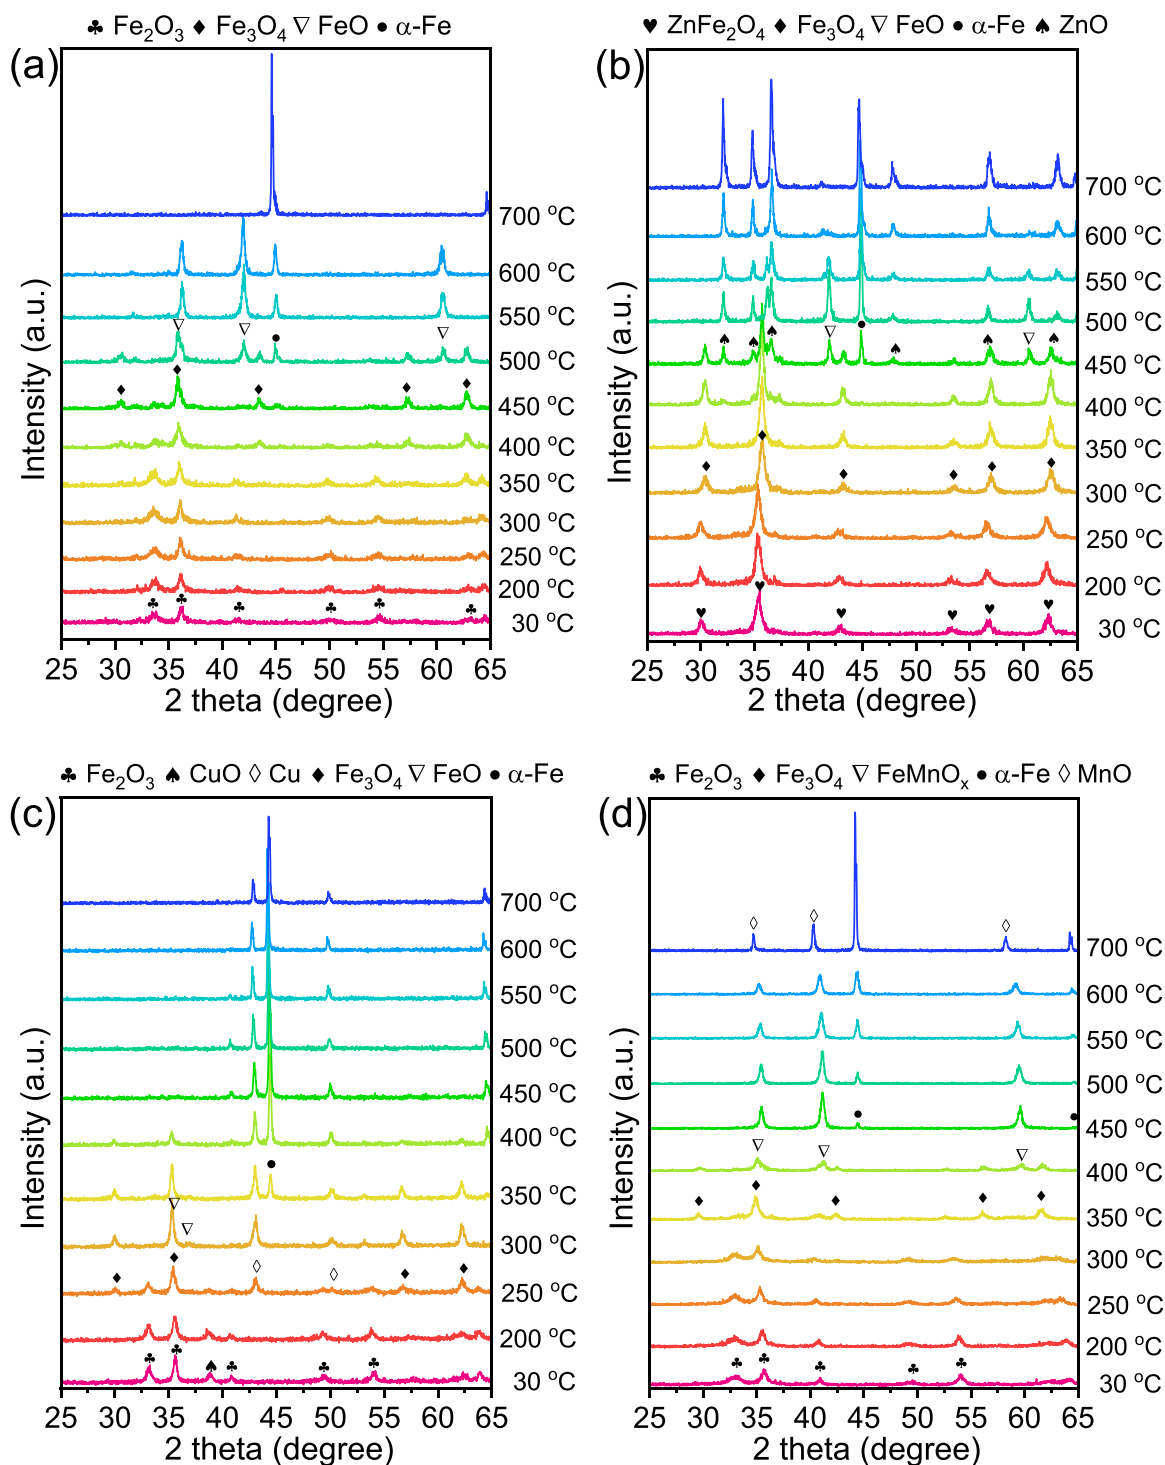 ♣ Fe₂O₃ ♦ Fe₃O₄ ▽ FeO ● α-Fe
(a)
Intensity (a.u.)
700 °C
600 °C
550 °C
500 °C
450 °C
400 °C
350 °C
300 °C
250 °C
200 °C
30 °C
25 30 35 40 45 50 55 60 65
2 theta (degree)
♥ ZnFe₂O₄ ♦ Fe₃O₄ ▽ FeO ● α-Fe ♠ ZnO
(b)
Intensity (a.u.)
700 °C
600 °C
550 °C
500 °C
450 °C
400 °C
350 °C
300 °C
250 °C
200 °C
30 °C
25 30 35 40 45 50 55 60 65
2 theta (degree)
♣ Fe₂O₃ ♠ CuO ◊ Cu ♦ Fe₃O₄ ▽ FeO ● α-Fe
(c)
Intensity (a.u.)
700 °C
600 °C
550 °C
500 °C
450 °C
400 °C
350 °C
300 °C
250 °C
200 °C
30 °C
25 30 35 40 45 50 55 60 65
2 theta (degree)
♣ Fe₂O₃ ♦ Fe₃O₄ ▽ FeMnOₓ ● α-Fe ◊ MnO
(d)
Intensity (a.u.)
700 °C
600 °C
550 °C
500 °C
450 °C
400 °C
350 °C
300 °C
250 °C
200 °C
30 °C
25 30 35 40 45 50 55 60 65
2 theta (degree)